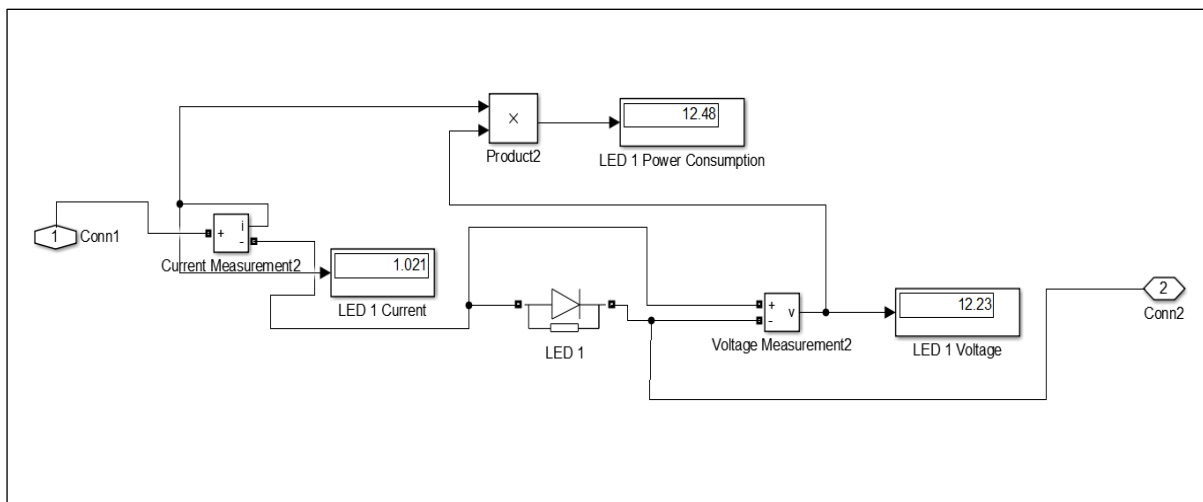 12.48
×
Product2
LED 1 Power Consumption
1
Conn1
+
i
-
Current Measurement2
1.021
LED 1 Current
2
Conn2
LED 1
+
-
v
Voltage Measurement2
12.23
LED 1 Voltage